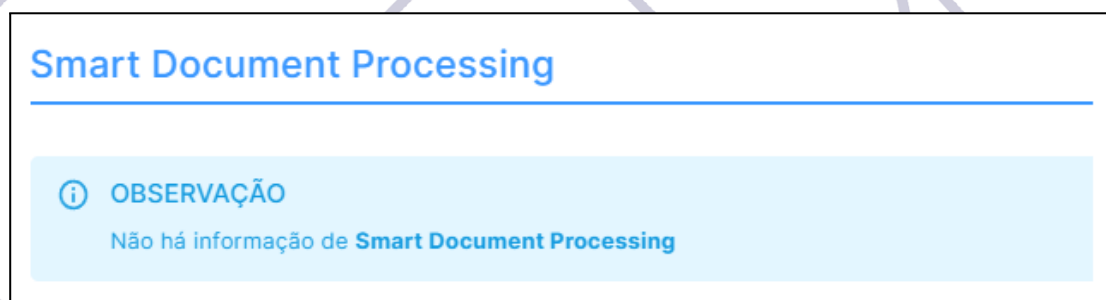 Smart Document Processing
OBSERVAÇÃO
Não há informação de Smart Document Processing